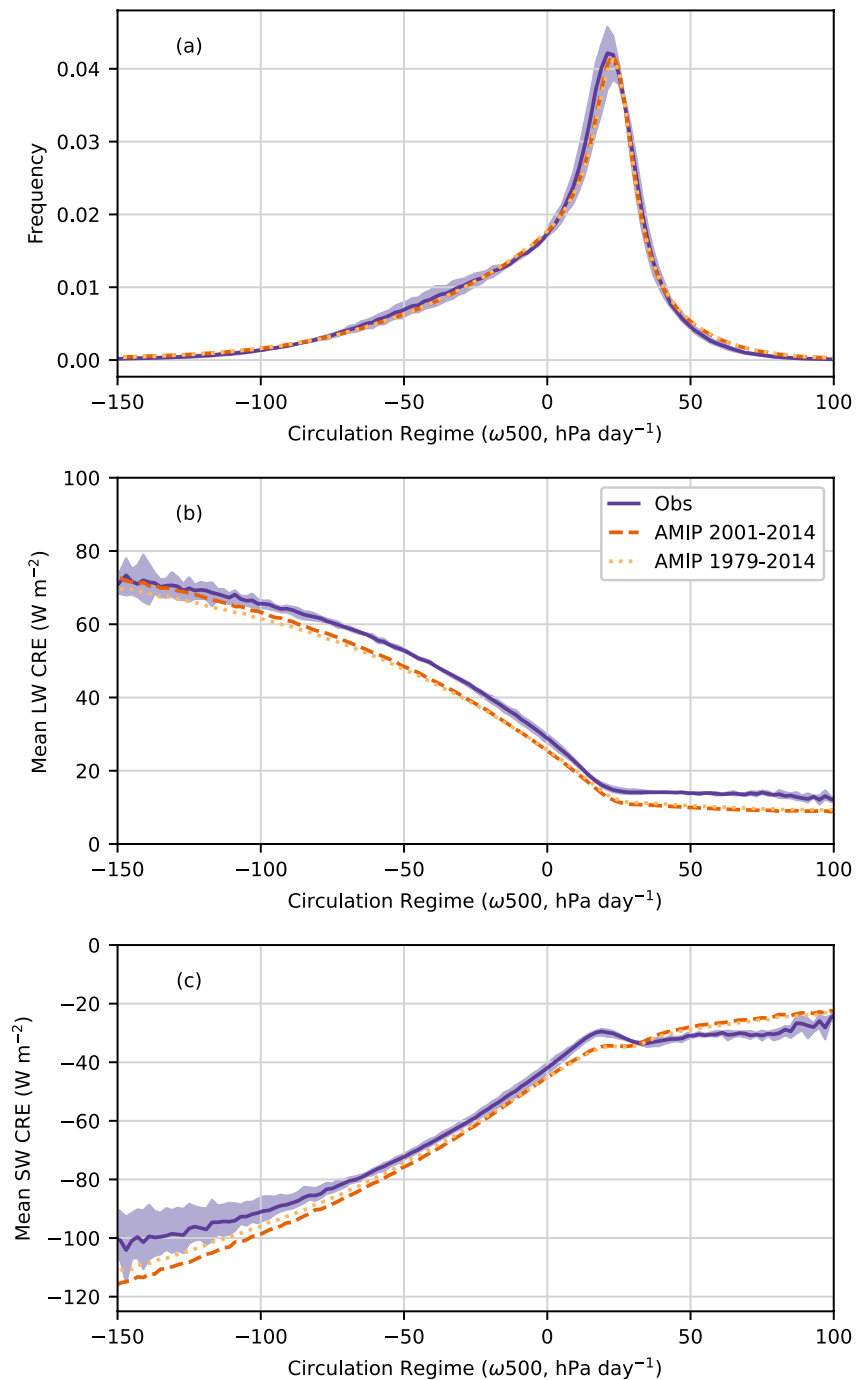 (a)
Frequency
0.04
0.03
0.02
0.01
0.00
−150 −100 −50 0 50 100
Circulation Regime (ω500, hPa day⁻¹)
(b)
Mean LW CRE (W m⁻²)
100
80
60
40
20
0
Obs
AMIP 2001-2014
AMIP 1979-2014
−150 −100 −50 0 50 100
Circulation Regime (ω500, hPa day⁻¹)
(c)
Mean SW CRE (W m⁻²)
0
−20
−40
−60
−80
−100
−120
−150 −100 −50 0 50 100
Circulation Regime (ω500, hPa day⁻¹)